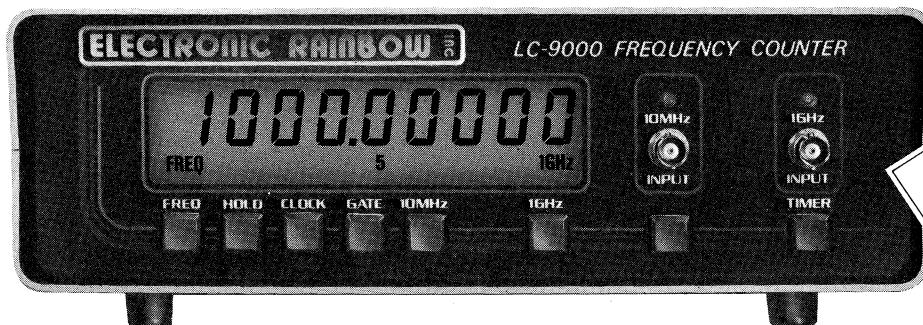 ELECTRONIC RAINBOW INC
LC-9000 FREQUENCY COUNTER
1000.00000
FREQ 5 1GHz
10MHz
INPUT
1GHz
INPUT
FREQ HOLD CLOCK GATE 10MHz 1GHz TIMER